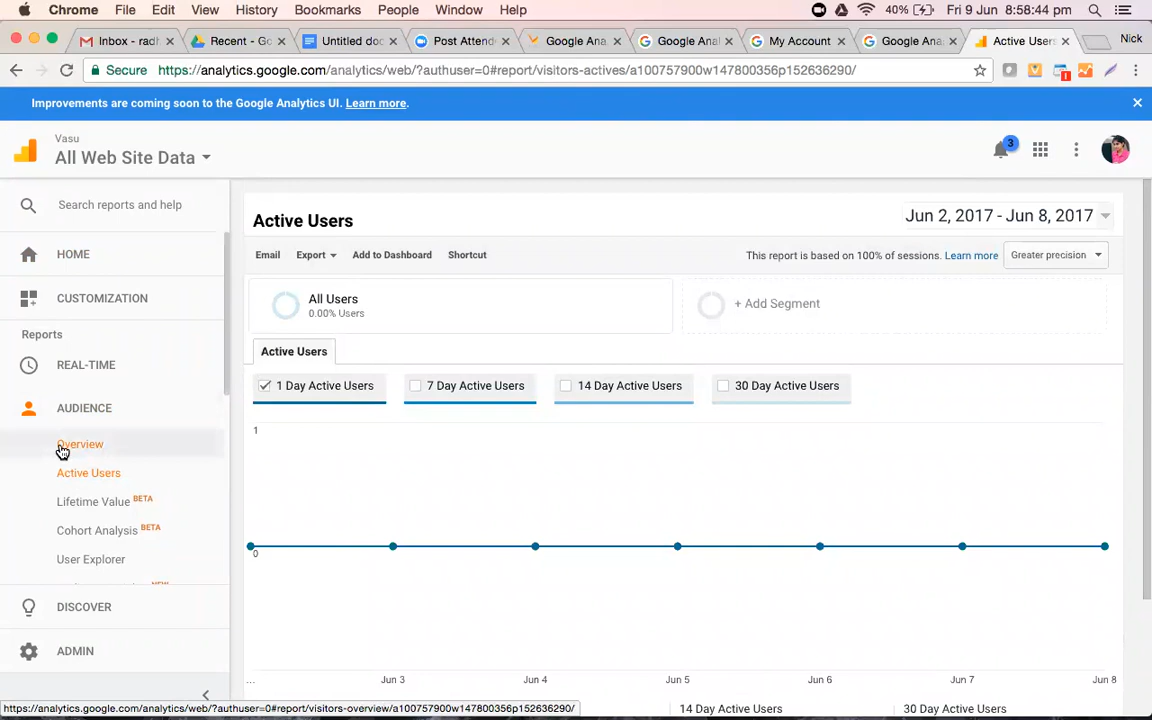 Chrome File Edit View History Bookmarks People Window Help 40% Fri 9 Jun 8:58:44 pm
Inbox - radh Recent - Go Untitled doc Post Attend Google Ana Google Anal My Account Google Ana Active Users Nick
Secure https://analytics.google.com/analytics/web/?authuser=0#report/visitors-actives/a100757900w147800356p152636290/
Improvements are coming soon to the Google Analytics UI. Learn more.
Vasu
All Web Site Data
3
Search reports and help
HOME
CUSTOMIZATION
Reports
REAL-TIME
AUDIENCE
Overview
Active Users
Lifetime Value BETA
Cohort Analysis BETA
User Explorer
NEW
DISCOVER
ADMIN
Active Users
Jun 2, 2017 - Jun 8, 2017
Email Export Add to Dashboard Shortcut
This report is based on 100% of sessions. Learn more Greater precision
All Users
0.00% Users
+ Add Segment
Active Users
1 Day Active Users 7 Day Active Users 14 Day Active Users 30 Day Active Users
1
0
... Jun 3 Jun 4 Jun 5 Jun 6 Jun 7 Jun 8
14 Day Active Users 30 Day Active Users
https://analytics.google.com/analytics/web/?authuser=0#report/visitors-overview/a100757900w147800356p152636290/